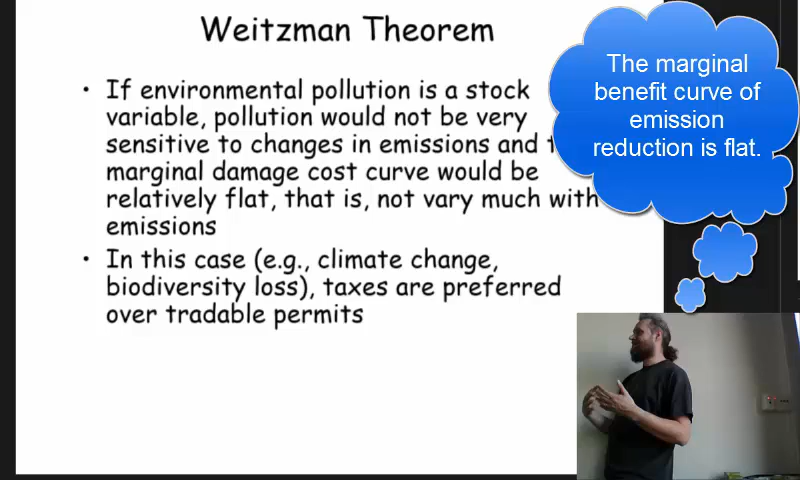 Weitzman Theorem
• If environmental pollution is a stock
variable, pollution would not be very
sensitive to changes in emissions and
marginal damage cost curve would be
relatively flat, that is, not vary much with
emissions
• In this case (e.g., climate change,
biodiversity loss), taxes are preferred
over tradable permits
The marginal
benefit curve of
emission
reduction is flat.